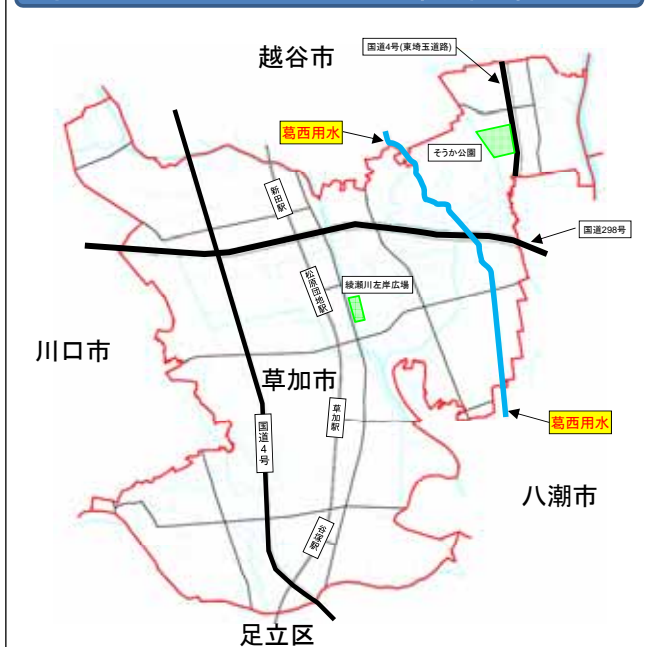 国道4号(東埼玉道路)
越谷市
葛西用水
そうか公園
新田駅
国道298号
松原団地駅
綾瀬川左岸広場
川口市
草加市
草加駅
国道4号
葛西用水
八潮市
谷塚駅
足立区